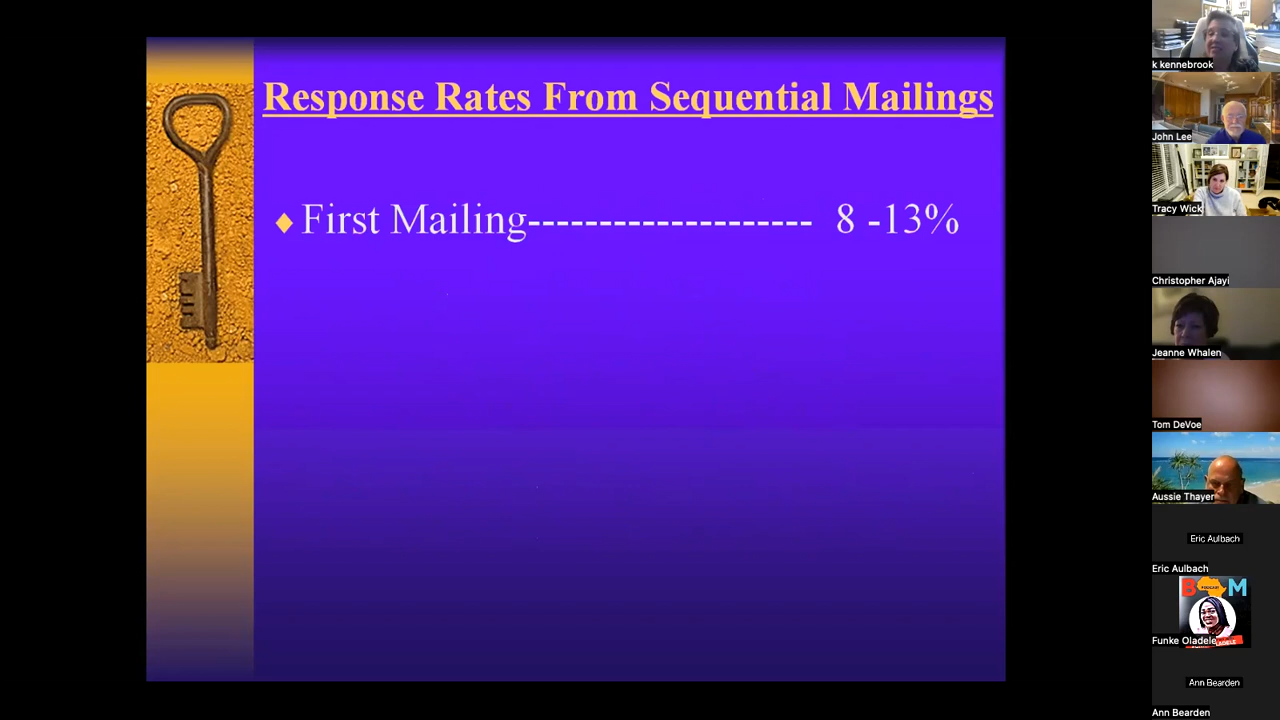 Response Rates From Sequential Mailings
♦ First Mailing-------------------- 8 -13%
k kennebrook
John Lee
Tracy Wick
Christopher Ajayi
Jeanne Whalen
Tom DeVoe
Aussie Thayer
Eric Aulbach
Eric Aulbach
B M
PODCAST
Funke Oladele
Ann Bearden
Ann Bearden